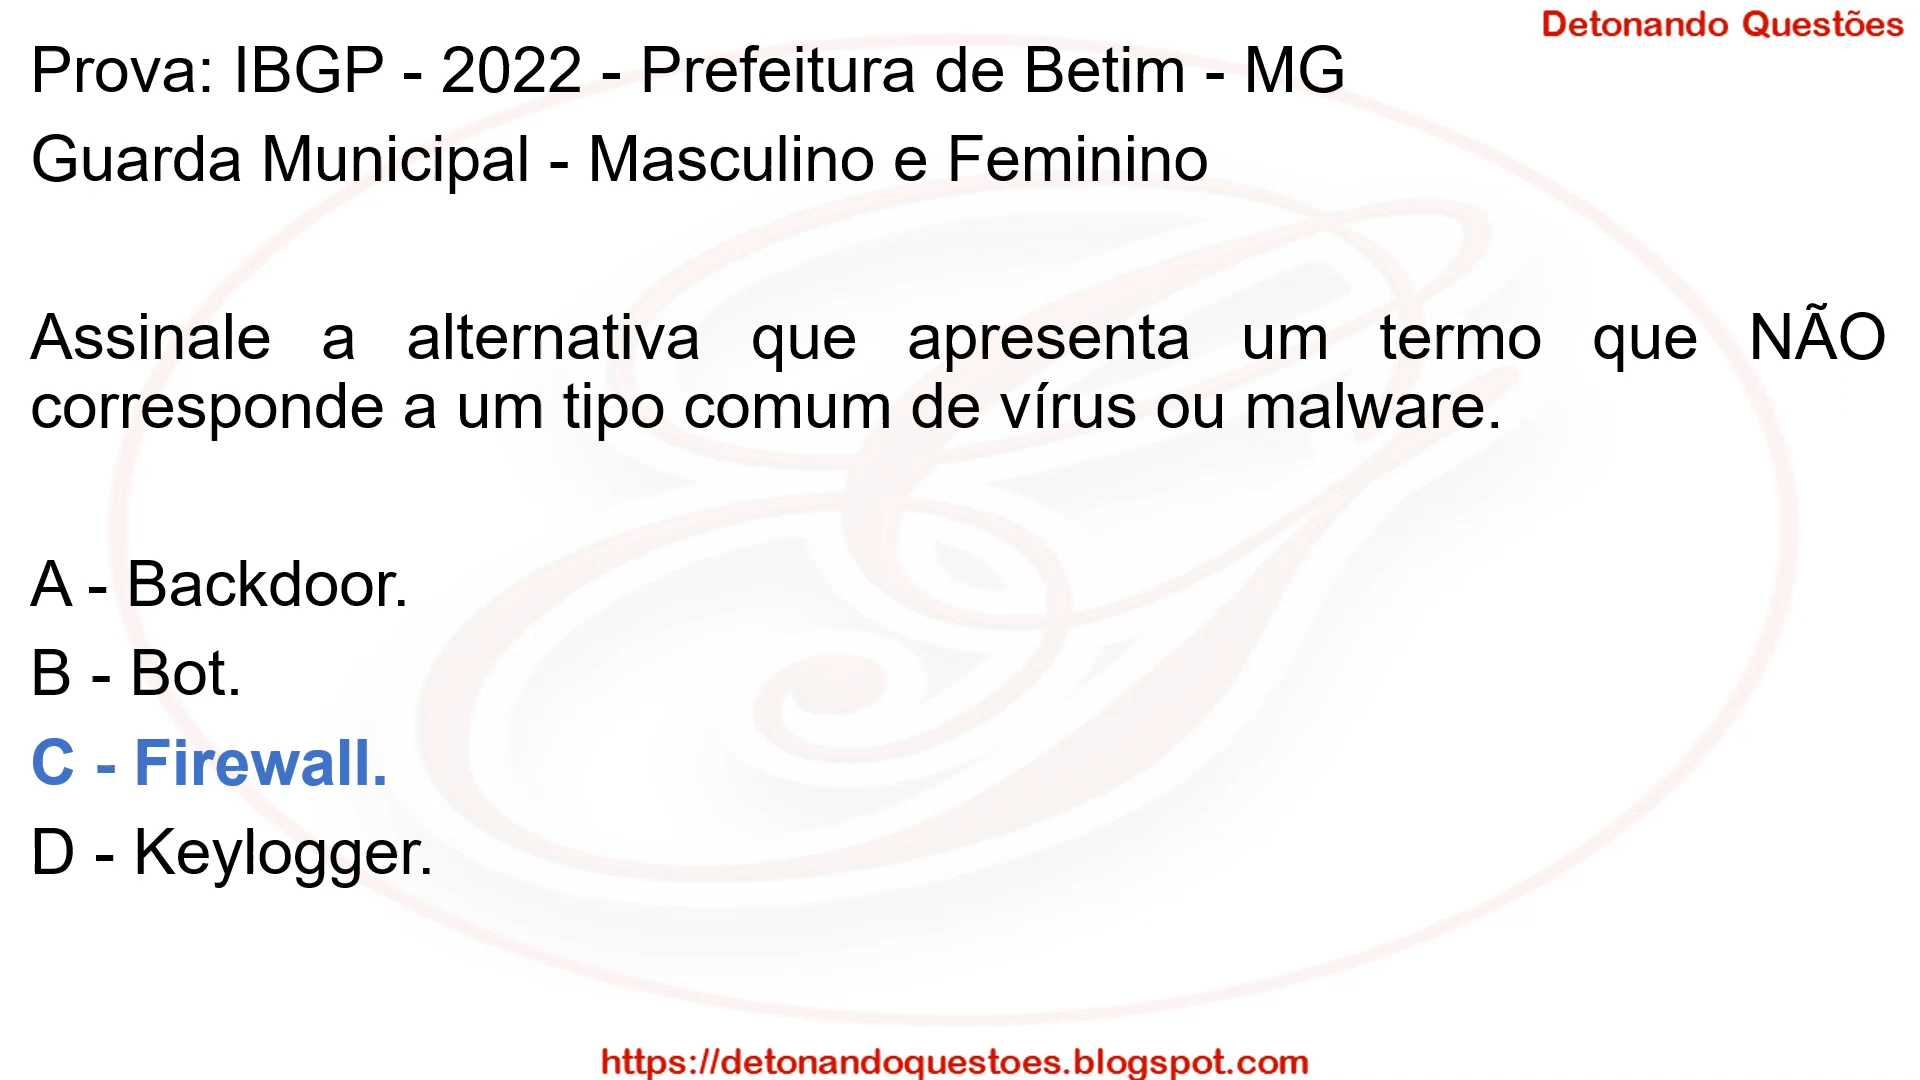 Detonando Questões
Prova: IBGP - 2022 - Prefeitura de Betim - MG
Guarda Municipal - Masculino e Feminino
Assinale a alternativa que apresenta um termo que NÃO
corresponde a um tipo comum de vírus ou malware.
A - Backdoor.
B - Bot.
C - Firewall.
D - Keylogger.
https://detonandoquestoes.blogspot.com